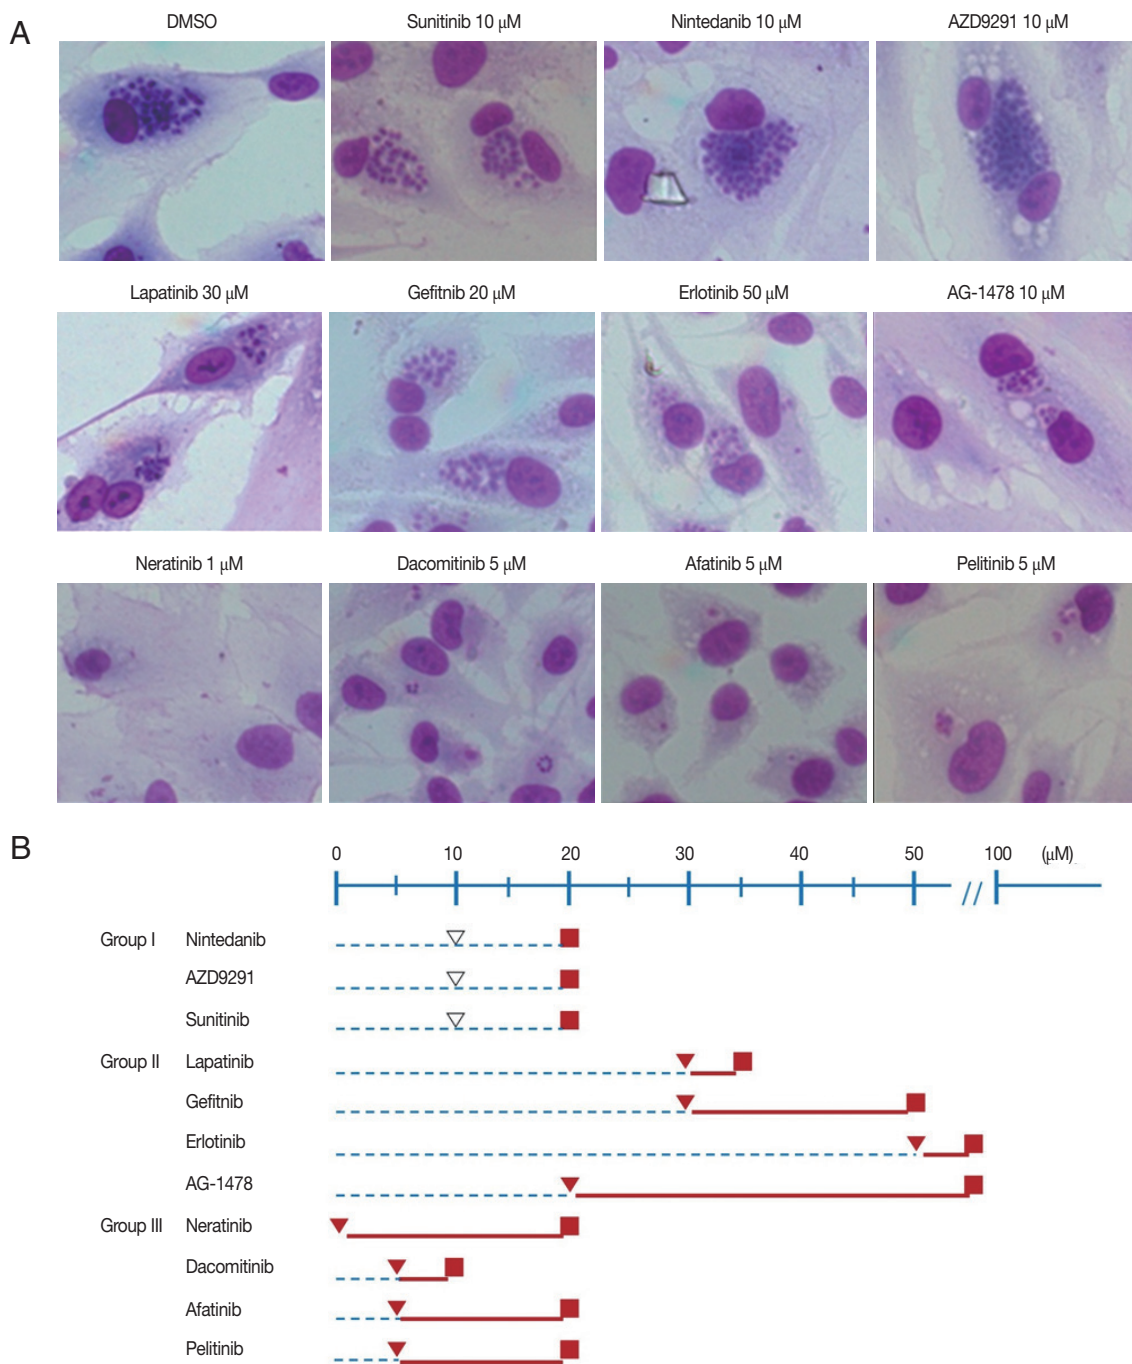 A
DMSO
Sunitinib 10 μM
Nintedanib 10 μM
AZD9291 10 μM
Lapatinib 30 μM
Gefitnib 20 μM
Erlotinib 50 μM
AG-1478 10 μM
Neratinib 1 μM
Dacomitinib 5 μM
Afatinib 5 μM
Pelitinib 5 μM
B
0 10 20 30 40 50 100 (μM)
Group I Nintedanib
AZD9291
Sunitinib
Group II Lapatinib
Gefitnib
Erlotinib
AG-1478
Group III Neratinib
Dacomitinib
Afatinib
Pelitinib